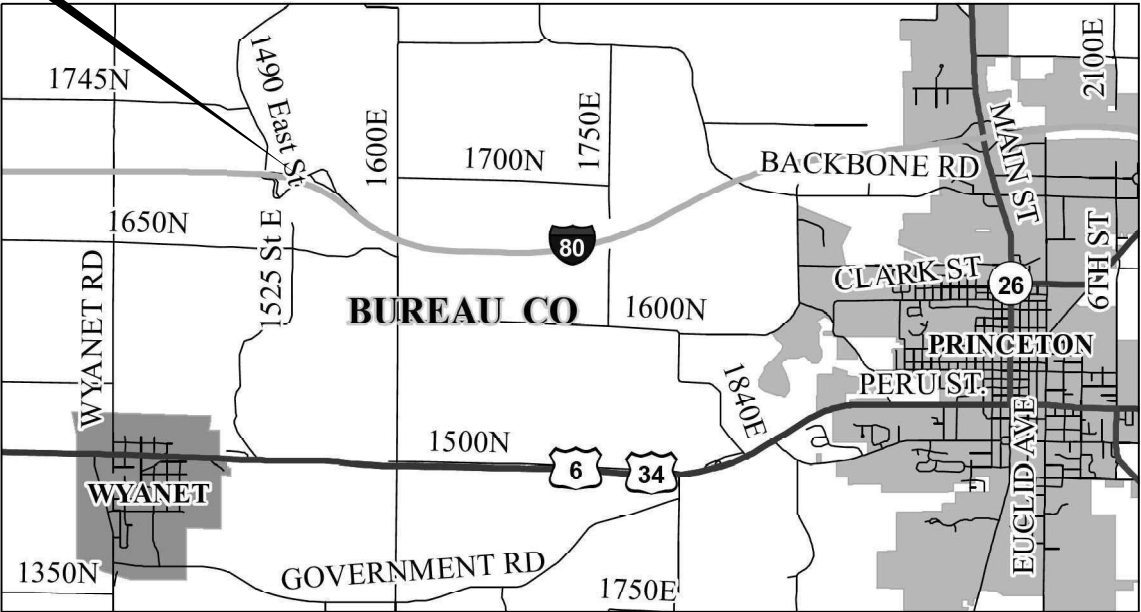 1745N
1490 East St
1600E
1750E
1700N
2100E
MAIN ST
BACKBONE RD
1650N
WYANET RD
1525 St E
80
6TH ST
CLARK ST
26
BUREAU CO
1600N
PRINCETON
1840E
PERU ST.
EUCLID AVE
1500N
6
34
WYANET
1350N
GOVERNMENT RD
1750E